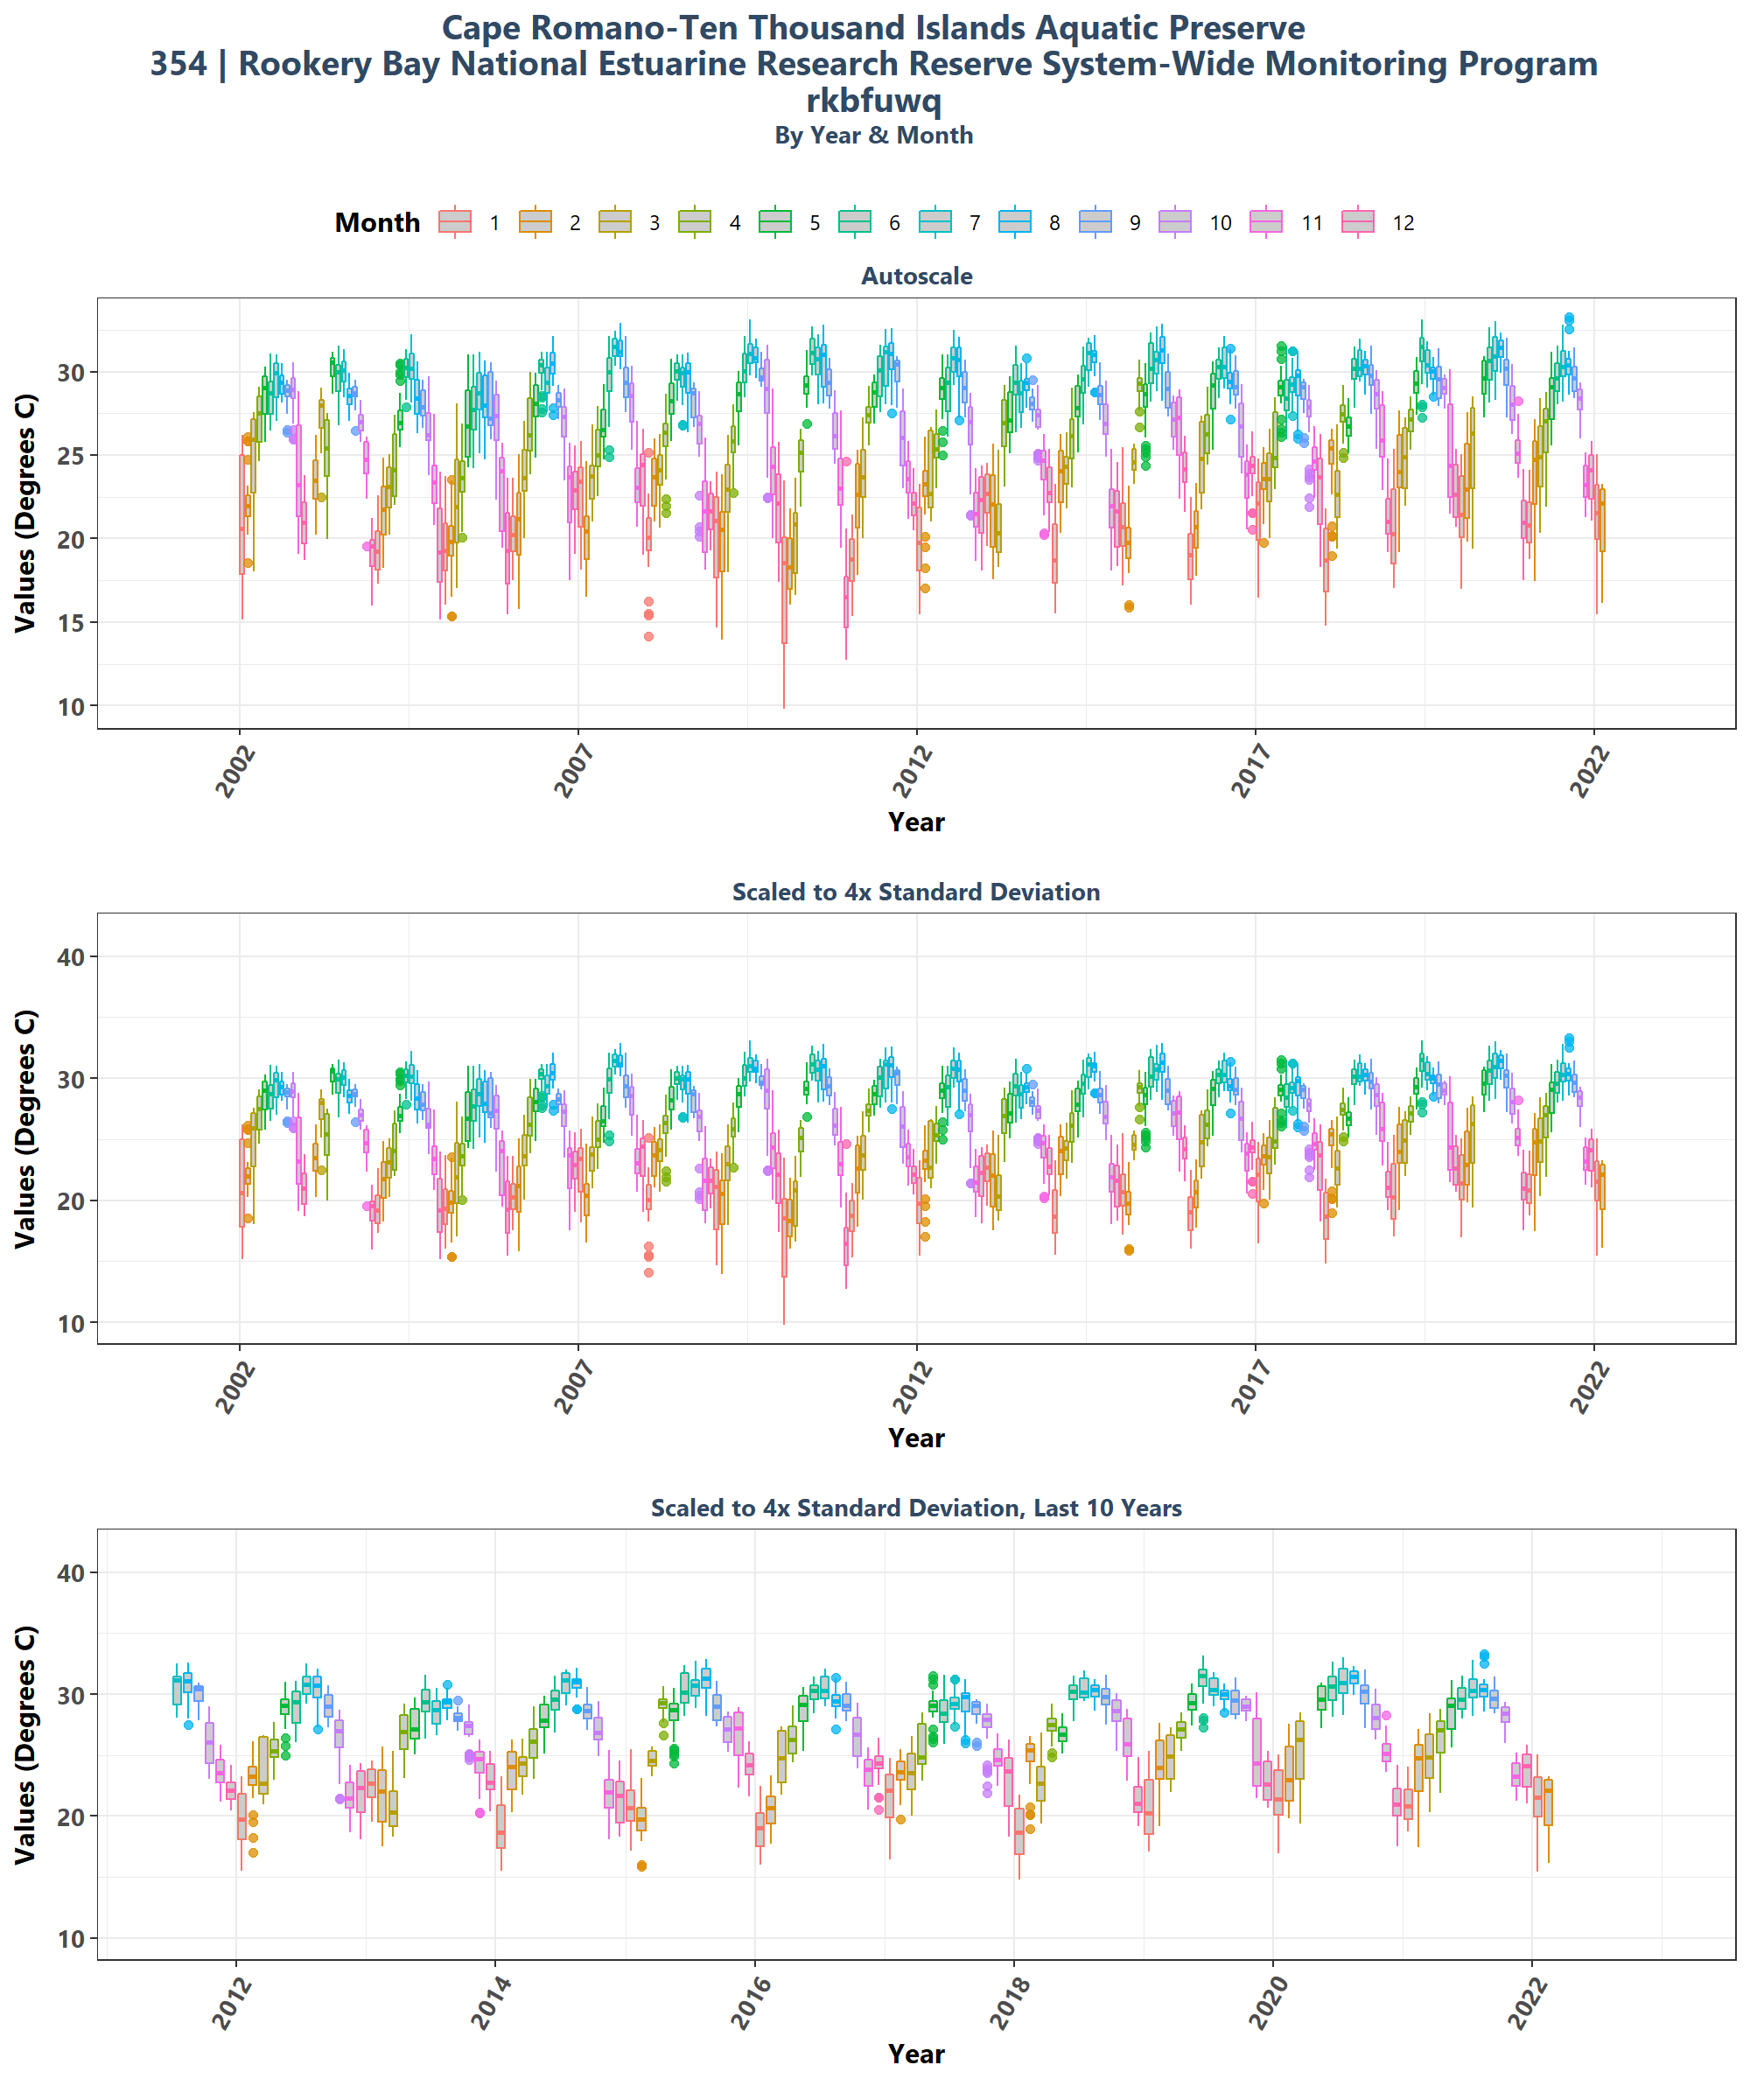 Cape Romano-Ten Thousand Islands Aquatic Preserve
354 | Rookery Bay National Estuarine Research Reserve System-Wide Monitoring Program
rkbfuwq
By Year & Month
Month 1 2 3 4 5 6 7 8 9 10 11 12
Autoscale
Values (Degrees C)
30
25
20
15
10
2002 2007 2012 2017 2022
Year
Scaled to 4x Standard Deviation
Values (Degrees C)
40
30
20
10
2002 2007 2012 2017 2022
Year
Scaled to 4x Standard Deviation, Last 10 Years
Values (Degrees C)
40
30
20
10
2012 2014 2016 2018 2020 2022
Year